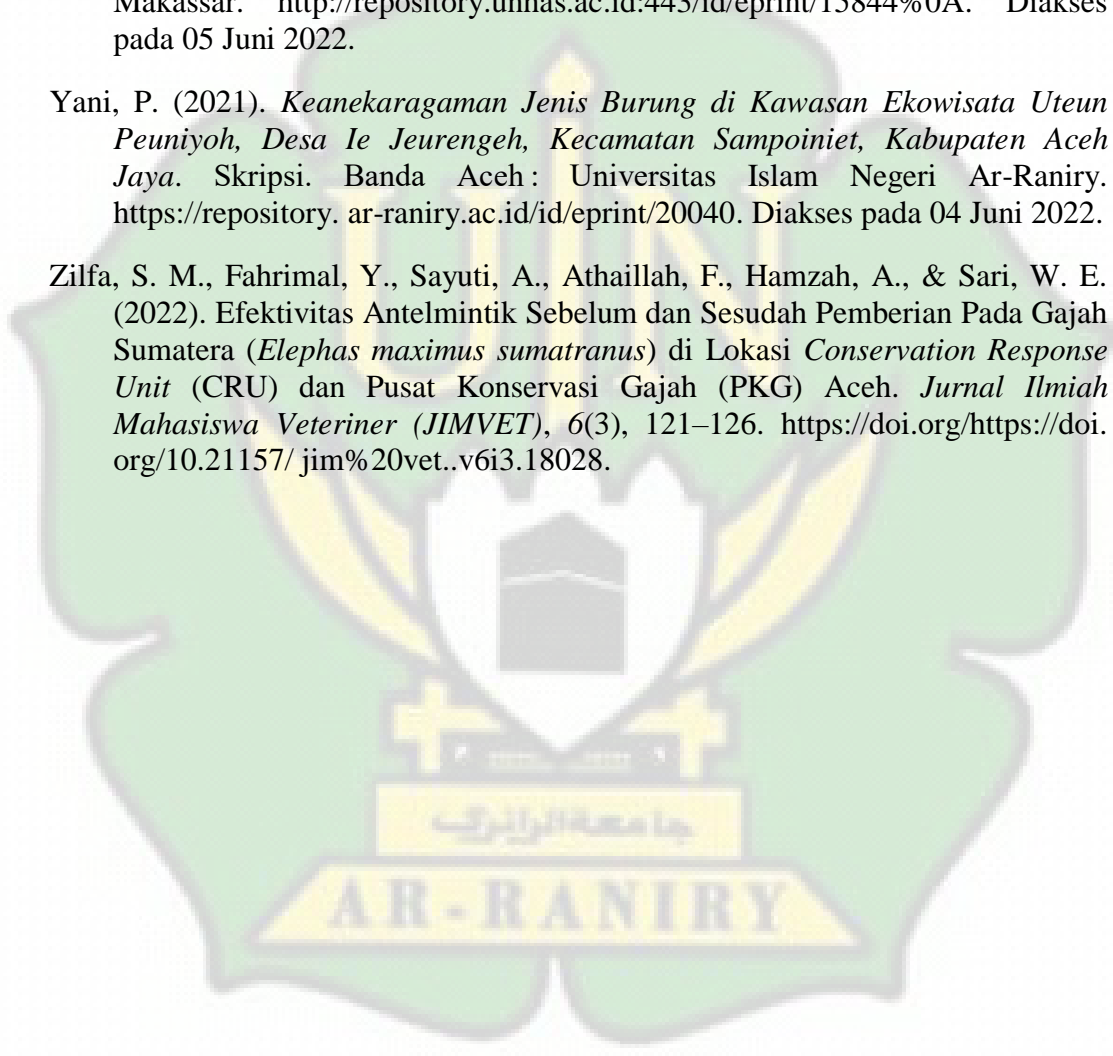 Makassar. http://repository.unhas.ac.id:443/id/eprint/15844%0A. Diakses
pada 05 Juni 2022.
Yani, P. (2021). Keanekaragaman Jenis Burung di Kawasan Ekowisata Uteun
Peuniyoh, Desa Ie Jeurengeh, Kecamatan Sampoiniet, Kabupaten Aceh
Jaya. Skripsi. Banda Aceh : Universitas Islam Negeri Ar-Raniry.
https://repository. ar-raniry.ac.id/id/eprint/20040. Diakses pada 04 Juni 2022.
Zilfa, S. M., Fahrimal, Y., Sayuti, A., Athaillah, F., Hamzah, A., & Sari, W. E.
(2022). Efektivitas Antelmintik Sebelum dan Sesudah Pemberian Pada Gajah
Sumatera (Elephas maximus sumatranus) di Lokasi Conservation Response
Unit (CRU) dan Pusat Konservasi Gajah (PKG) Aceh. Jurnal Ilmiah
Mahasiswa Veteriner (JIMVET), 6(3), 121–126. https://doi.org/https://doi.
org/10.21157/ jim%20vet..v6i3.18028.
UIN
جامعة الرانري
AR-RANIRY